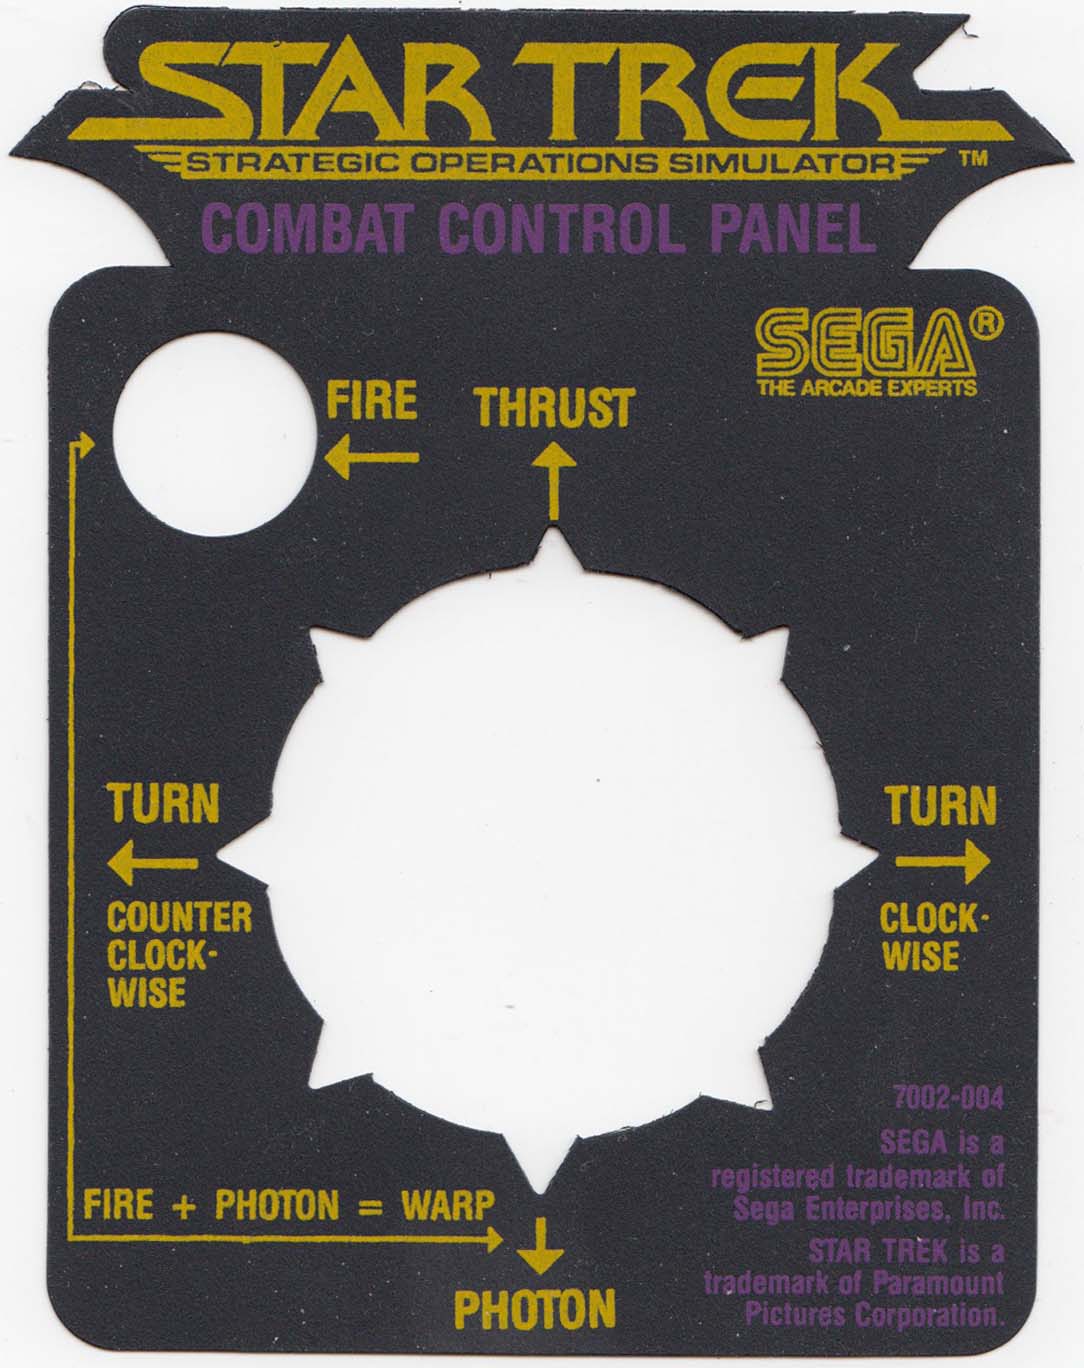 STAR TREK
STRATEGIC OPERATIONS SIMULATOR ™
COMBAT CONTROL PANEL
SEGA®
THE ARCADE EXPERTS
FIRE
THRUST
TURN
COUNTER
CLOCK-
WISE
TURN
CLOCK-
WISE
7002-004
SEGA is a
registered trademark of
Sega Enterprises, Inc.
STAR TREK is a
trademark of Paramount
Pictures Corporation.
FIRE + PHOTON = WARP
PHOTON